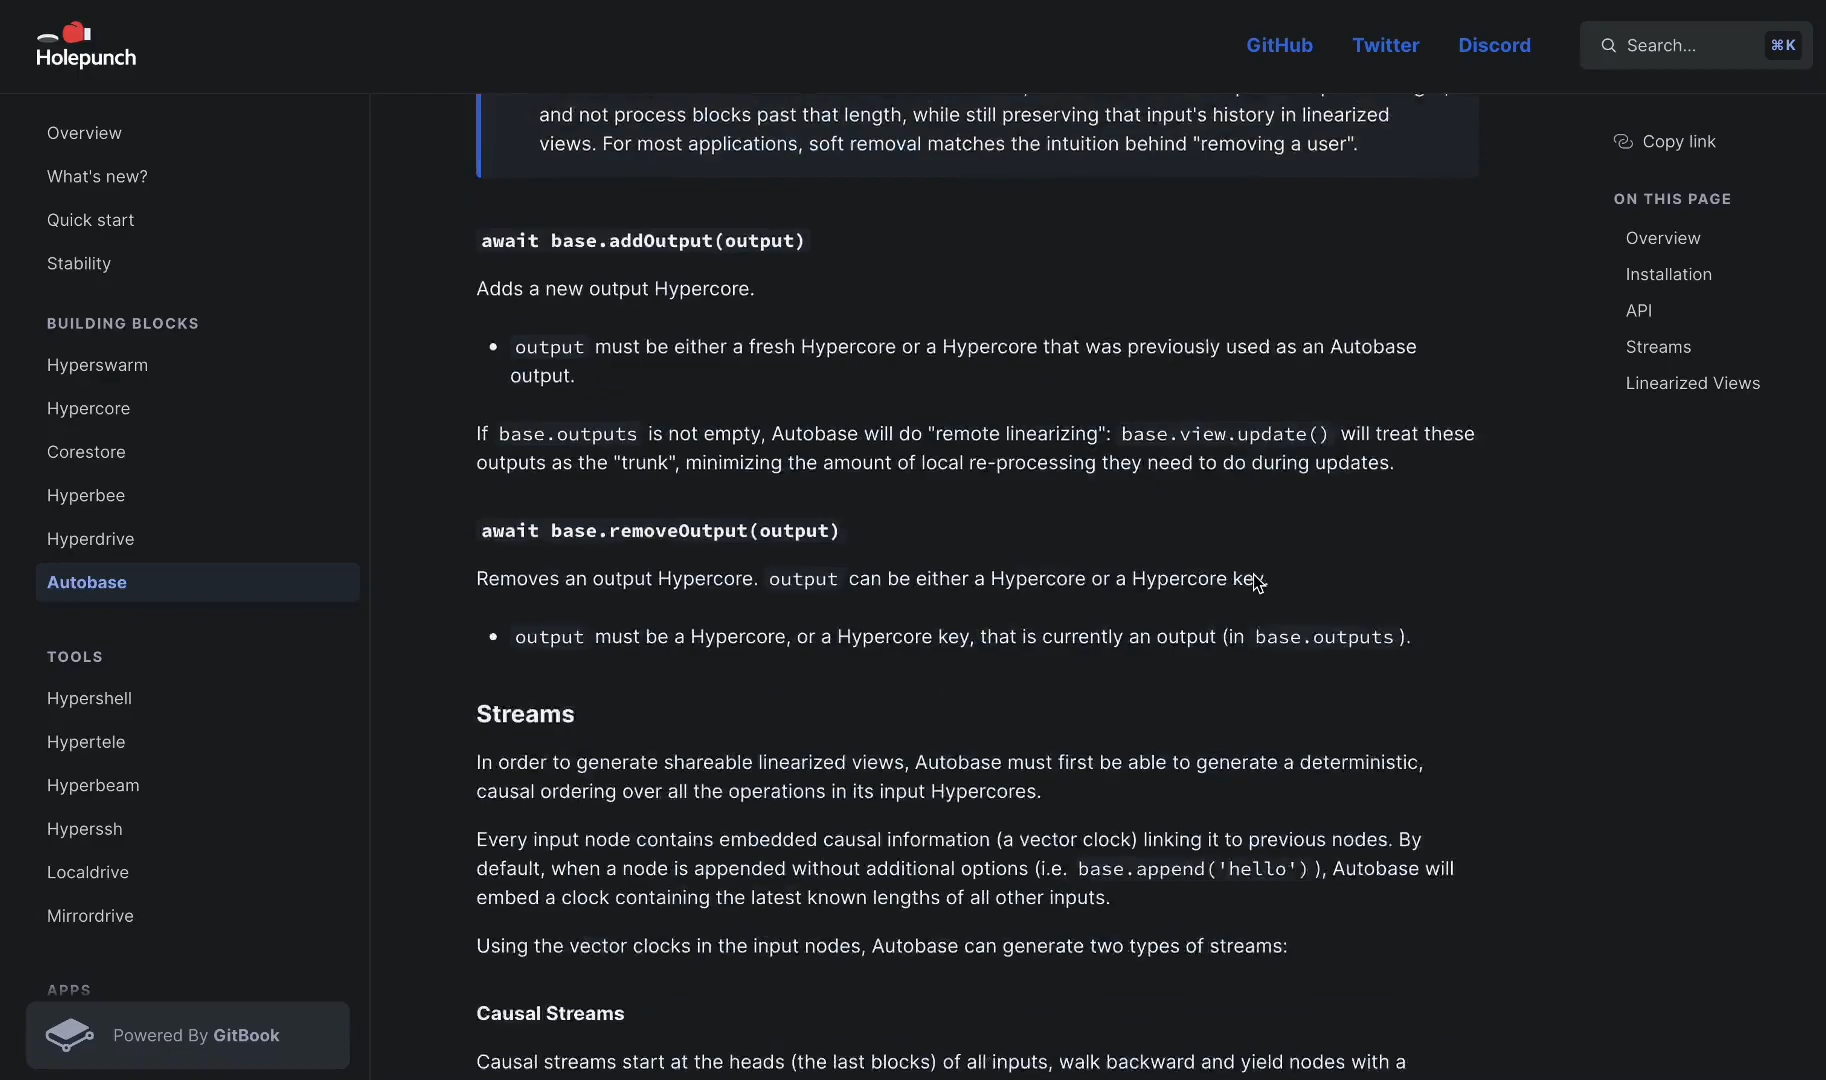 Holepunch
GitHub
Twitter
Discord
Search...
⌘K
Overview
What's new?
Quick start
Stability
BUILDING BLOCKS
Hyperswarm
Hypercore
Corestore
Hyperbee
Hyperdrive
Autobase
TOOLS
Hypershell
Hypertele
Hyperbeam
Hyperssh
Localdrive
Mirrordrive
APPS
Powered By GitBook
and not process blocks past that length, while still preserving that input's history in linearized
views. For most applications, soft removal matches the intuition behind "removing a user".
await base.addOutput(output)
Adds a new output Hypercore.
• output must be either a fresh Hypercore or a Hypercore that was previously used as an Autobase
output.
If base.outputs is not empty, Autobase will do "remote linearizing": base.view.update() will treat these
outputs as the "trunk", minimizing the amount of local re-processing they need to do during updates.
await base.removeOutput(output)
Removes an output Hypercore. output can be either a Hypercore or a Hypercore key.
• output must be a Hypercore, or a Hypercore key, that is currently an output (in base.outputs).
Streams
In order to generate shareable linearized views, Autobase must first be able to generate a deterministic,
causal ordering over all the operations in its input Hypercores.
Every input node contains embedded causal information (a vector clock) linking it to previous nodes. By
default, when a node is appended without additional options (i.e. base.append('hello')), Autobase will
embed a clock containing the latest known lengths of all other inputs.
Using the vector clocks in the input nodes, Autobase can generate two types of streams:
Causal Streams
Causal streams start at the heads (the last blocks) of all inputs, walk backward and yield nodes with a
Copy link
ON THIS PAGE
Overview
Installation
API
Streams
Linearized Views